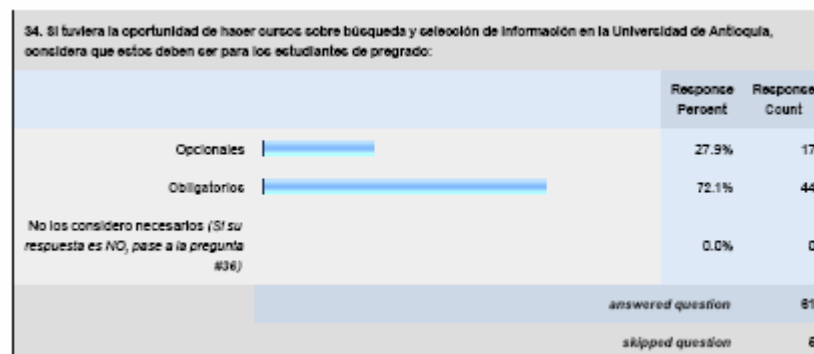 34. Si tuviera la oportunidad de hacer cursos sobre búsqueda y selección de información en la Universidad de Antioquia,
considera que estos deben ser para los estudiantes de pregrado:
Response Percent
Response Count
Opcionales 27.9% 17
Obligatorios 72.1% 44
No los considero necesarios (Si su
respuesta es NO, pase a la pregunta
#36) 0.0% 0
answered question 61
skipped question 6